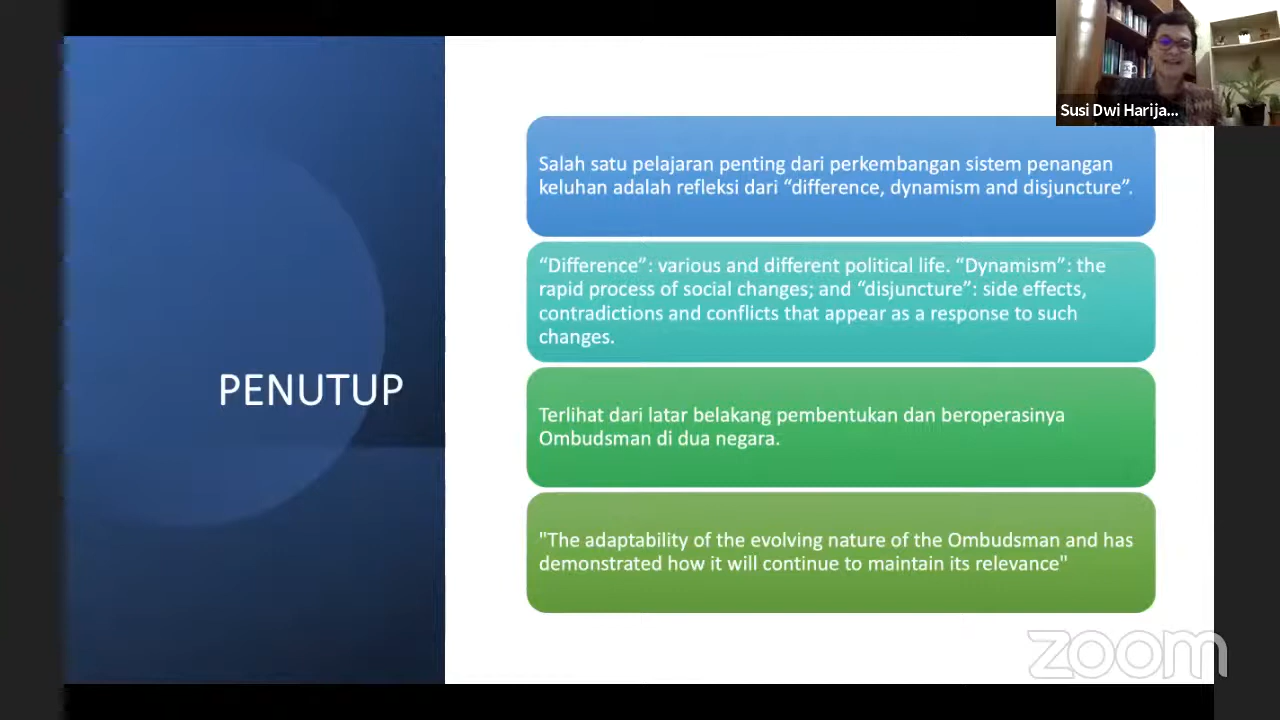 Susi Dwi Harija...
Salah satu pelajaran penting dari perkembangan sistem penangan
keluhan adalah refleksi dari “difference, dynamism and disjuncture”.
“Difference”: various and different political life. “Dynamism”: the
rapid process of social changes; and “disjuncture”: side effects,
contradictions and conflicts that appear as a response to such
changes.
PENUTUP
Terlihat dari latar belakang pembentukan dan beroperasinya
Ombudsman di dua negara.
"The adaptability of the evolving nature of the Ombudsman and has
demonstrated how it will continue to maintain its relevance"
zoom